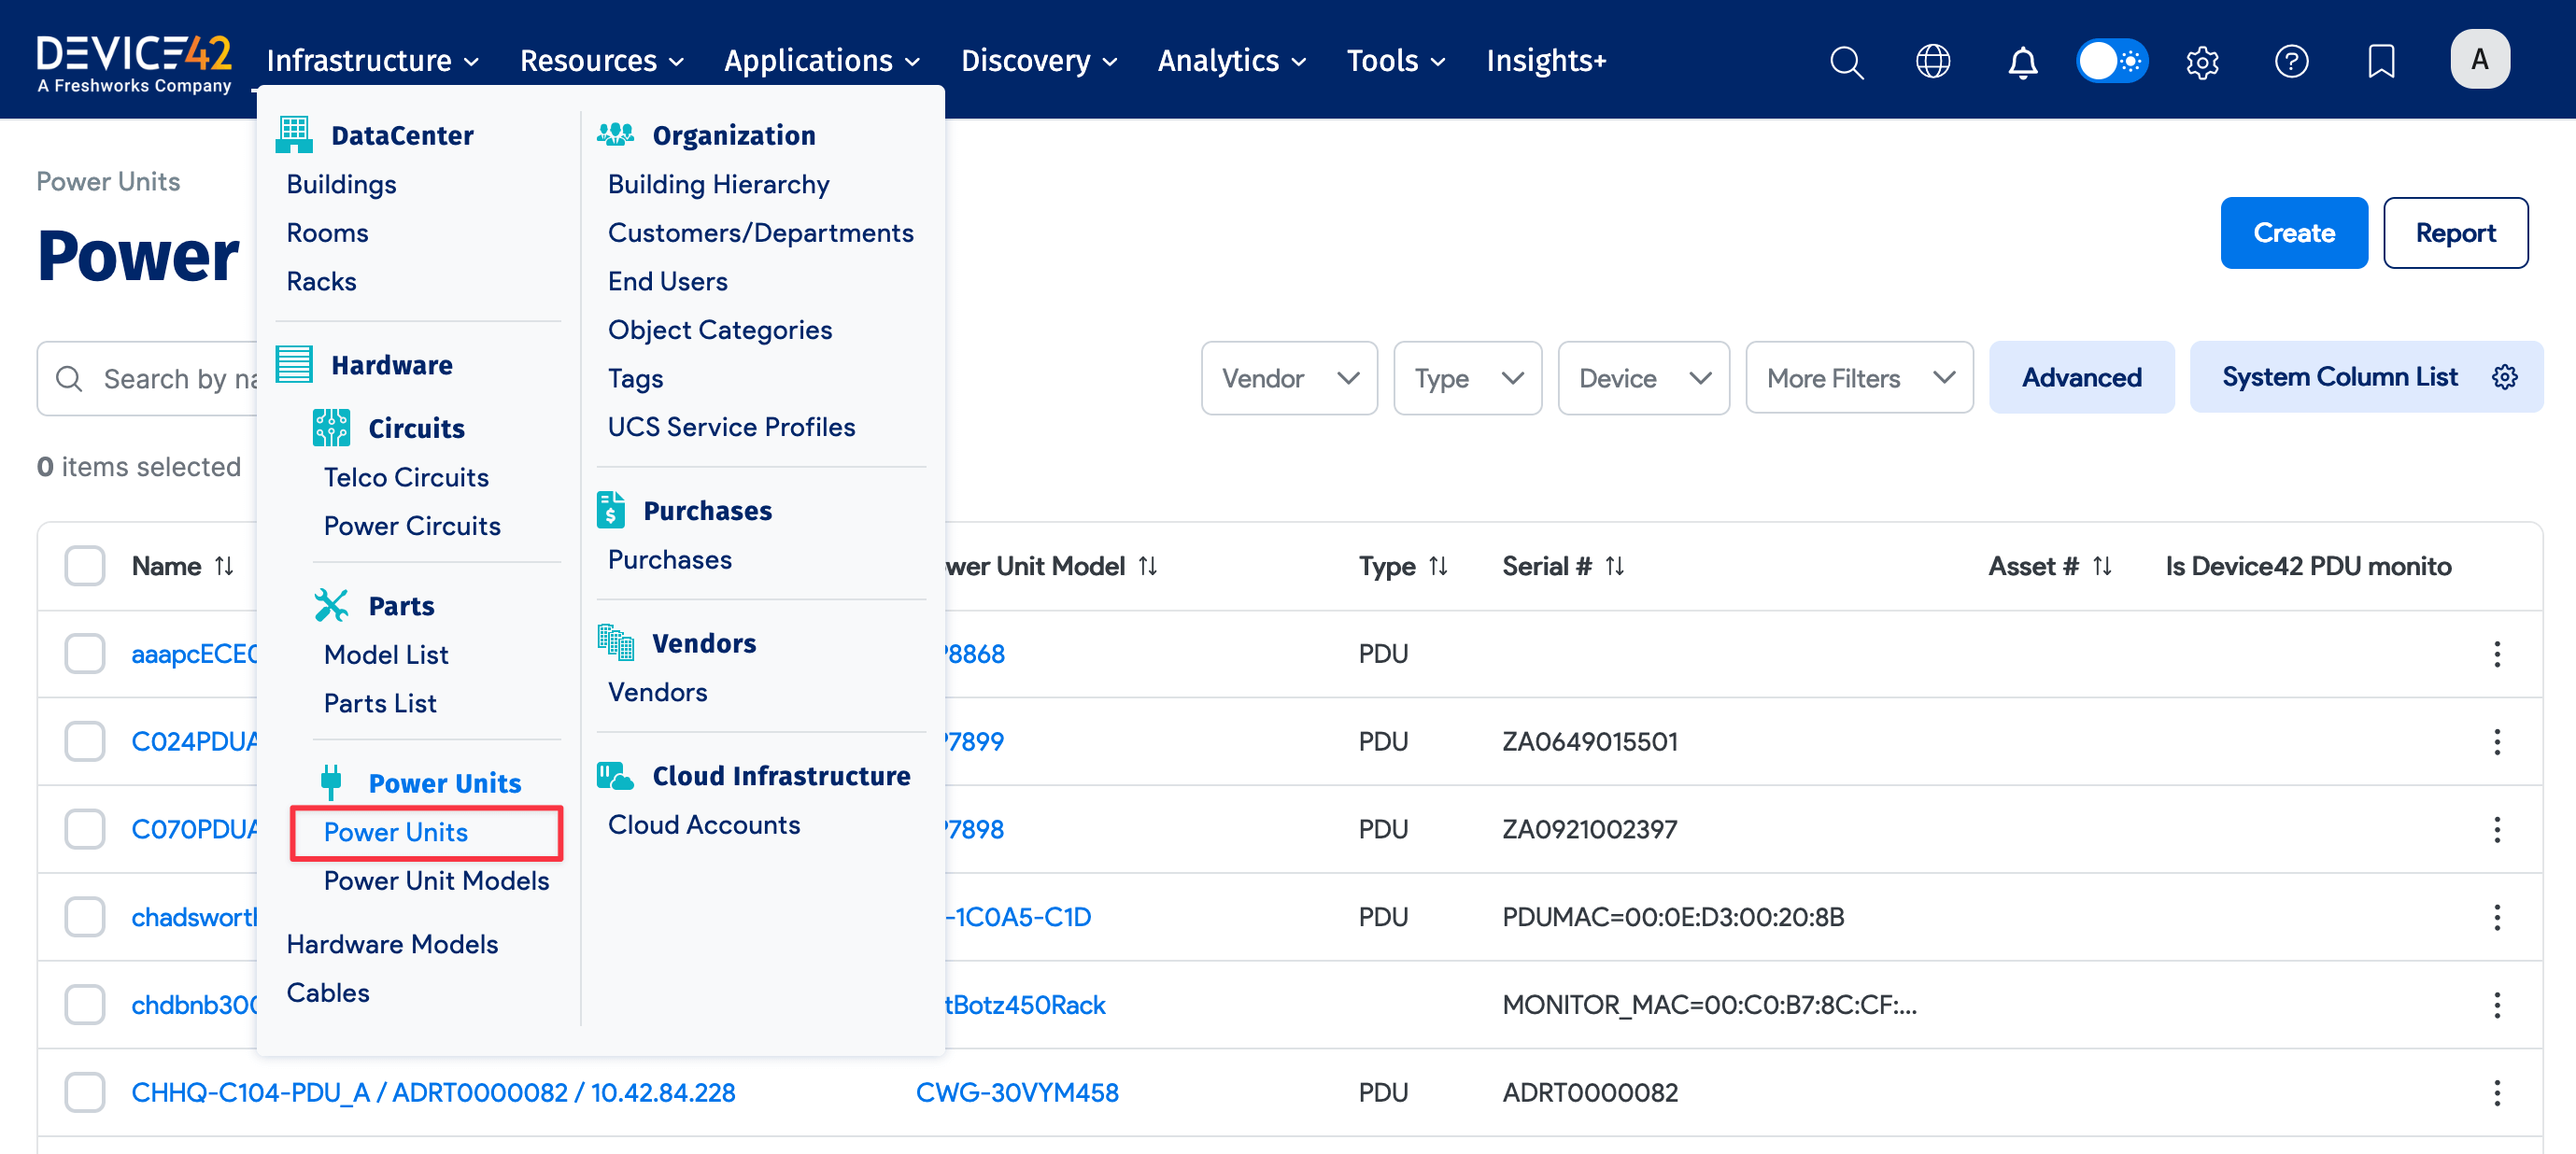 DEVICE42
A Freshworks Company
Infrastructure
Resources
Applications
Discovery
Analytics
Tools
Insights+
A
DataCenter
Buildings
Rooms
Racks
Hardware
Circuits
Telco Circuits
Power Circuits
Parts
Model List
Parts List
Power Units
Power Units
Power Unit Models
Hardware Models
Cables
Organization
Building Hierarchy
Customers/Departments
End Users
Object Categories
Tags
UCS Service Profiles
Purchases
Purchases
Vendors
Vendors
Cloud Infrastructure
Cloud Accounts
Power Units
Power
Create
Report
Search by na
Vendor
Type
Device
More Filters
Advanced
System Column List
0 items selected
Name
wer Unit Model
Type
Serial #
Asset #
Is Device42 PDU monito
aaapcECE
8868
PDU
C024PDUA
7899
PDU
ZA0649015501
C070PDUA
7898
PDU
ZA0921002397
chadswort
-1C0A5-C1D
PDU
PDUMAC=00:0E:D3:00:20:8B
chdbnb30
tBotz450Rack
MONITOR_MAC=00:C0:B7:8C:CF:...
CHHQ-C104-PDU_A / ADRT0000082 / 10.42.84.228
CWG-30VYM458
PDU
ADRT0000082